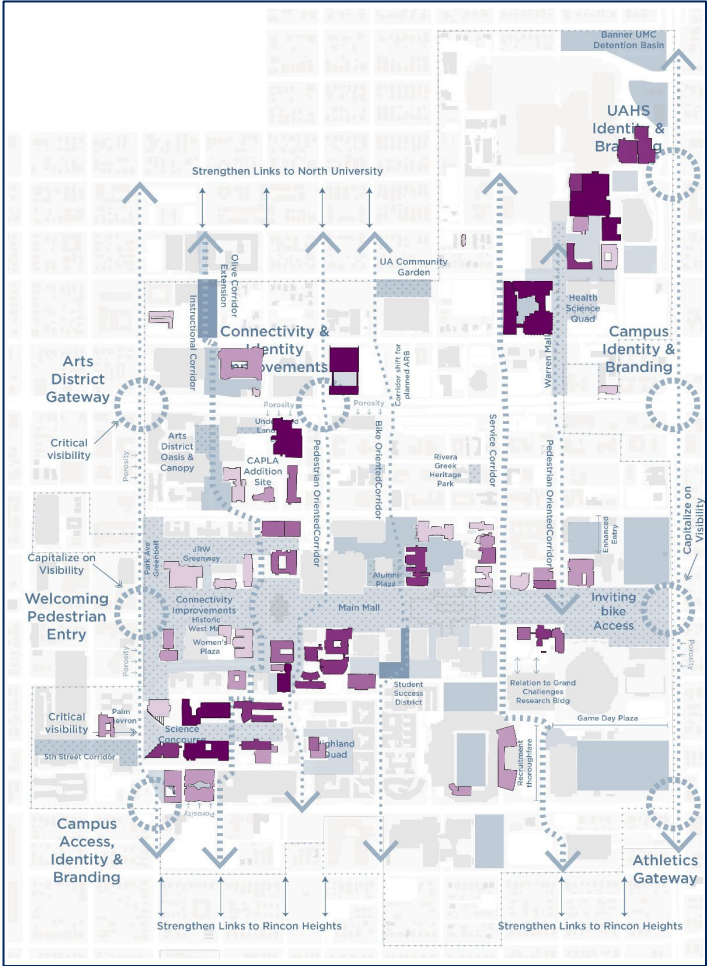 Banner UMC
Detention Basin
UAHS
Identity &
Branding
Strengthen Links to North University
Olive Corridor
Extension
Instructional Corridor
UA Community
Garden
Connectivity &
Identity
Corridor shift for
planned ARB
Warren Mall
Health
Science
Quad
Campus
Identity &
Branding
Arts
District
Gateway
Critical
visibility
Porosity
Porosity
Porosity
Arts
District
Oasis &
Canopy
CAPLA
Addition
Site
Pedestrian Oriented Corridor
Bike Oriented Corridor
Rivera
Greek
Heritage
Park
Service Corridor
Pedestrian Oriented Corridor
Enhanced
Entry
Capitalize on
Visibility
Capitalize on
Visibility
Park Ave
Greenbelt
JRW
Greenway
Alumni
Plaza
Welcoming
Pedestrian
Entry
Connectivity
Improvements
Historic
West
Women's
Plaza
Main Mall
Inviting
bike
Access
Porosity
Porosity
Student
Success
District
Relation to Grand
Challenges
Research Bldg
Critical
visibility
Palm
Science
Concourse
Quad
Game Day Plaza
5th Street Corridor
Recruitment
thoroughfare
Porosity
Campus
Access,
Identity &
Branding
Athletics
Gateway
Strengthen Links to Rincon Heights
Strengthen Links to Rincon Heights